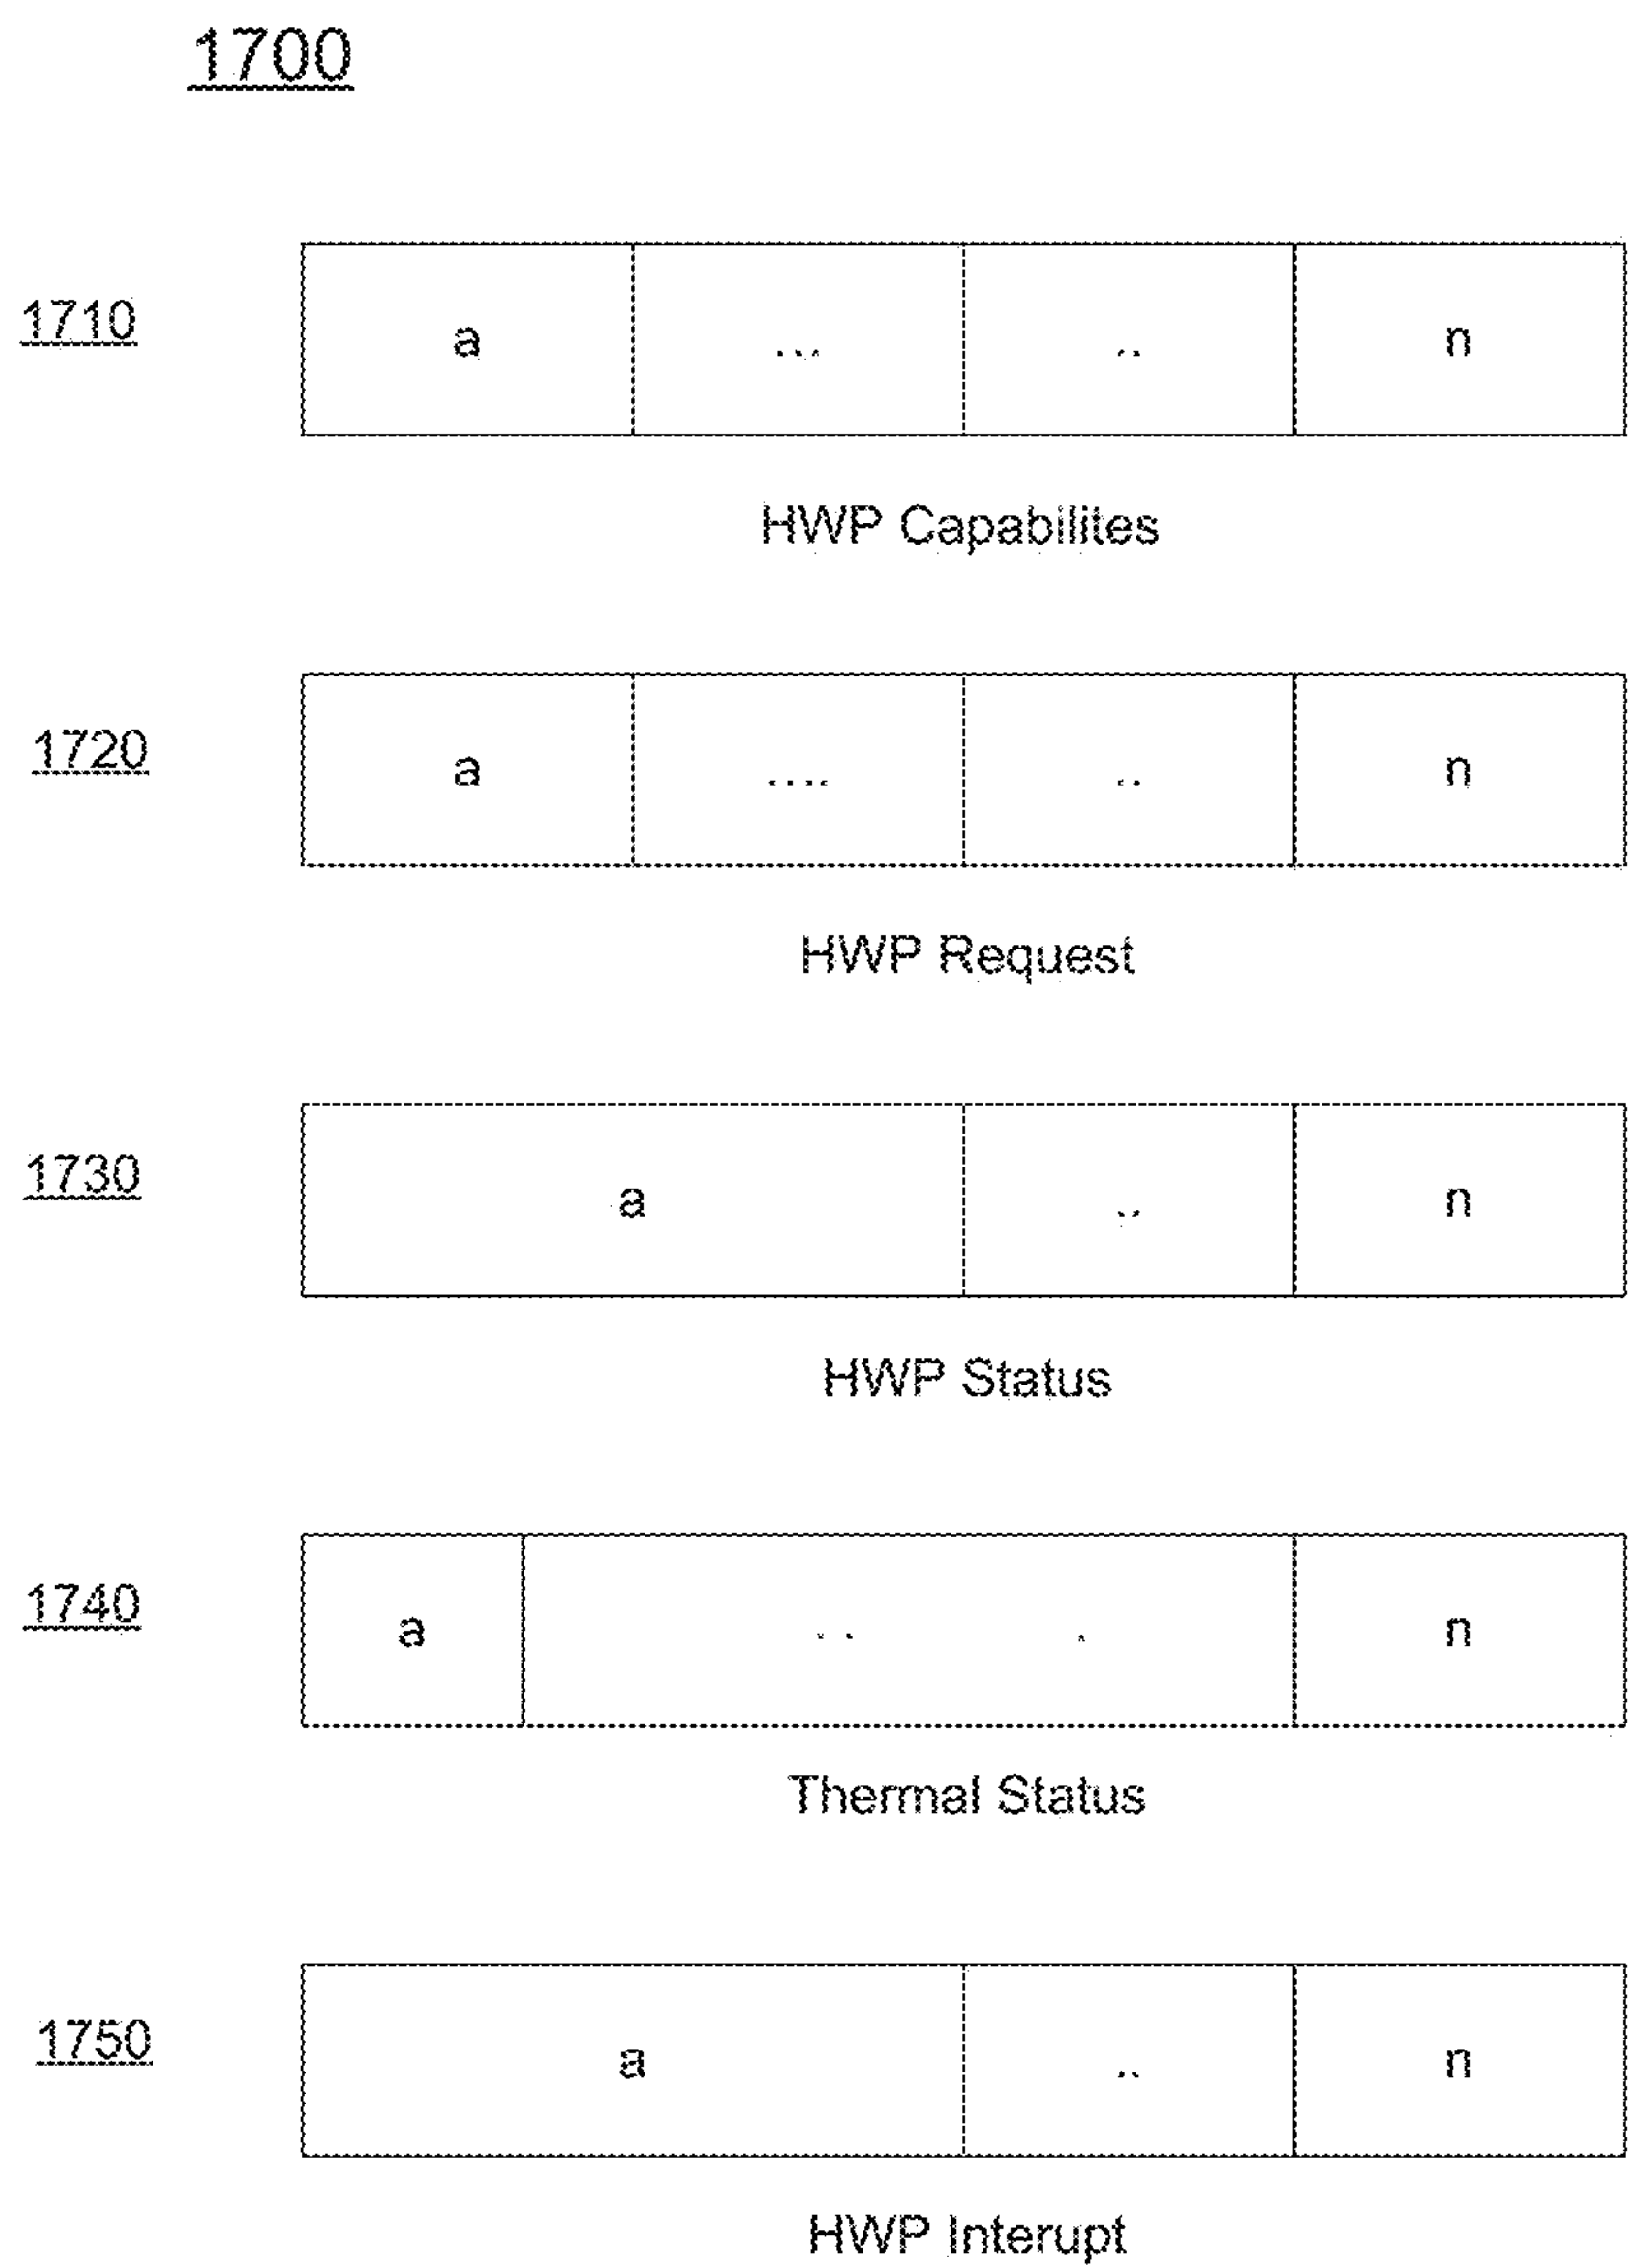 1700
1710
a ... .. n
HWP Capabilites
1720
a .... .. n
HWP Request
1730
a .. n
HWP Status
1740
a .. . n
Thermal Status
1750
a .. n
HWP Interupt